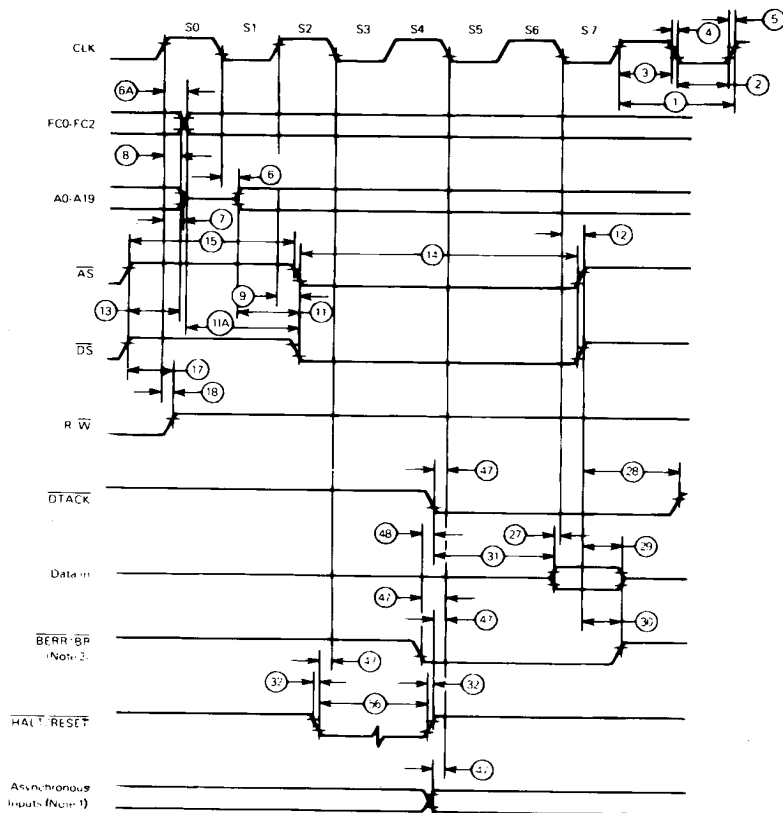 S0 S1 S2 S3 S4 S5 S6 S7
CLK
4
5
3
2
1
6A
FC0-FC2
8
6
A0-A19
7
15
12
14
AS
9
11
13
11A
DS
17
18
R W
47
28
DTACK
48
27
31
29
Data in
47
47
30
BERR BR
(Note 2)
47
32
32
56
HALT/RESET
47
Asynchronous
Inputs (Note 1)